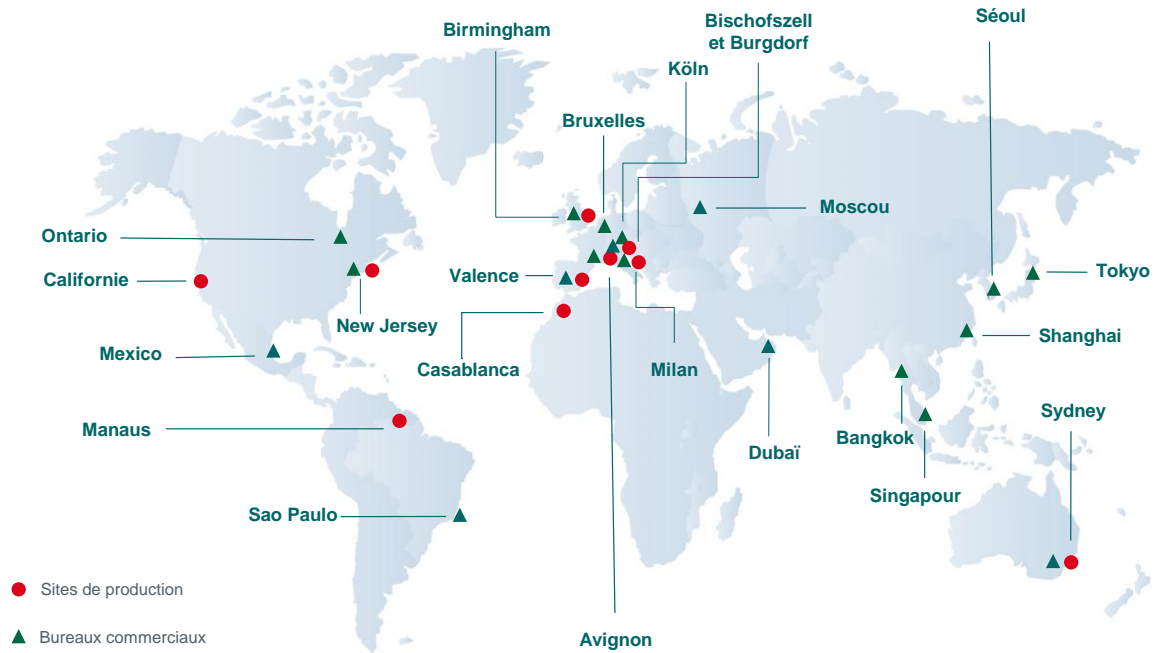 Birmingham
Bischofszell
et Burgdorf
Séoul
Köln
Bruxelles
Moscou
Ontario
Californie
Valence
Tokyo
New Jersey
Shanghai
Mexico
Casablanca
Milan
Manaus
Bangkok
Sydney
Dubaï
Singapour
Sao Paulo
Sites de production
Bureaux commerciaux
Avignon